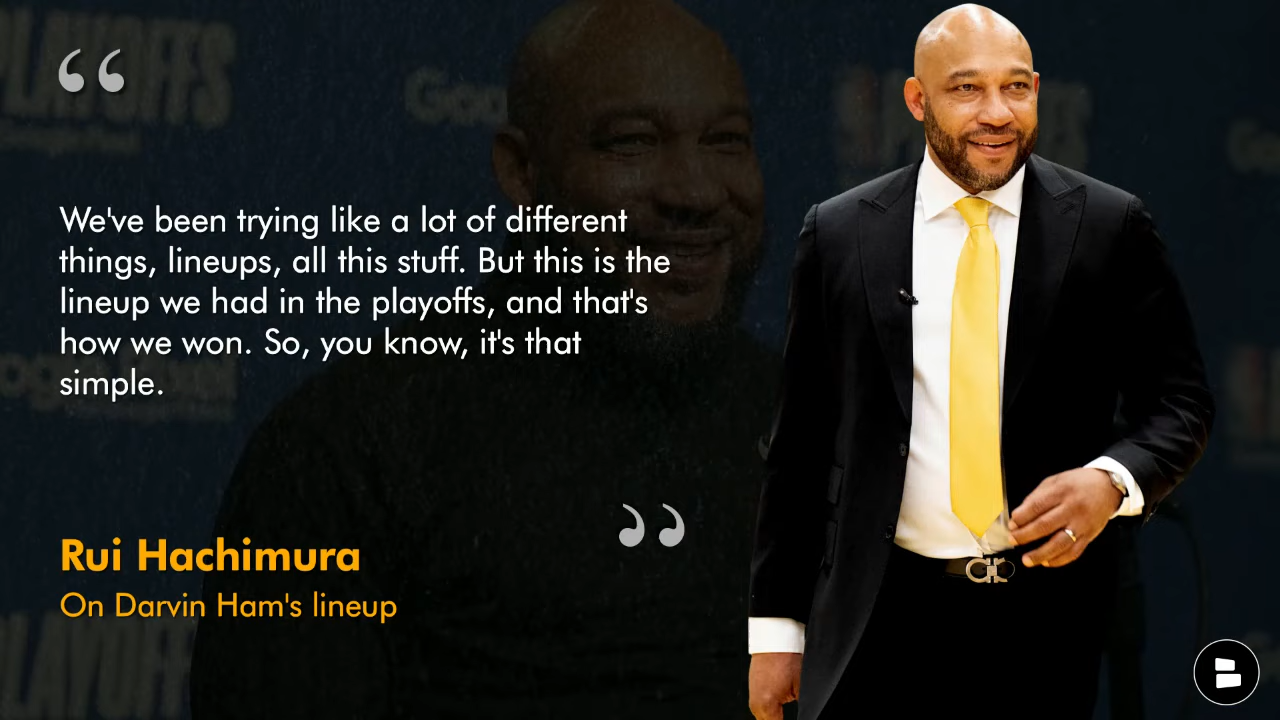 PLAYOFFS
Goo
“
We've been trying like a lot of different
things, lineups, all this stuff. But this is the
lineup we had in the playoffs, and that's
how we won. So, you know, it's that
simple.
”
Rui Hachimura
On Darvin Ham's lineup